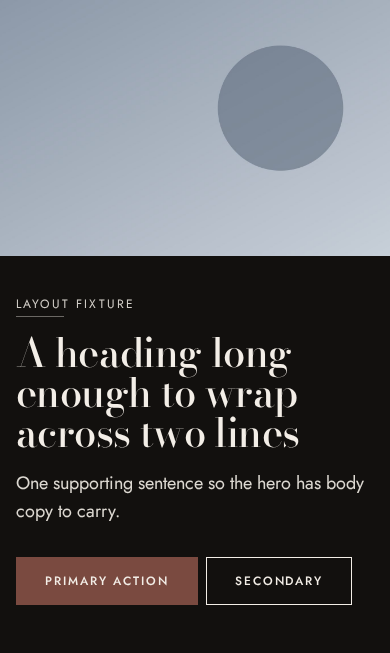 LAYOUT FIXTURE
A heading long
enough to wrap
across two lines
One supporting sentence so the hero has body
copy to carry.
PRIMARY ACTION
SECONDARY